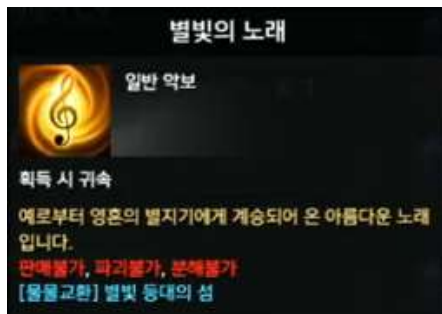 별빛의 노래
일반 악보
획득 시 귀속
예로부터 영혼의 별지기에게 계승되어 온 아름다운 노래
입니다.
판매불가, 파괴불가, 분해불가
[물물교환] 별빛 등대의 섬